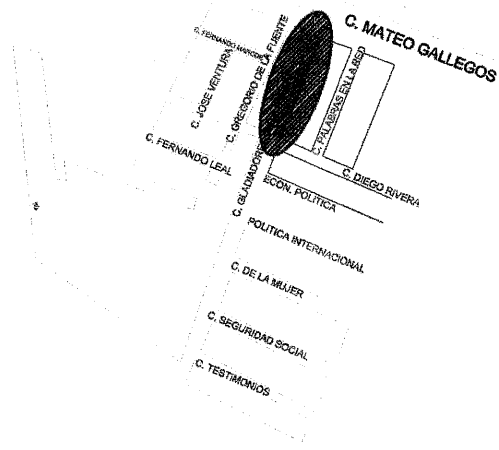 C. MATEO GALLEGOS
C. FERNANDO MARCOS
C. JOSE VENTURA
C. GREGORIO DE LA FUENTE
C. PALABRAS EN LA RED
C. FERNANDO LEAL
C. DIEGO RIVERA
C. GLADIADOR
ECON. POLITICA
POLITICA INTERNACIONAL
C. DE LA MUJER
C. SEGURIDAD SOCIAL
C. TESTIMONIOS